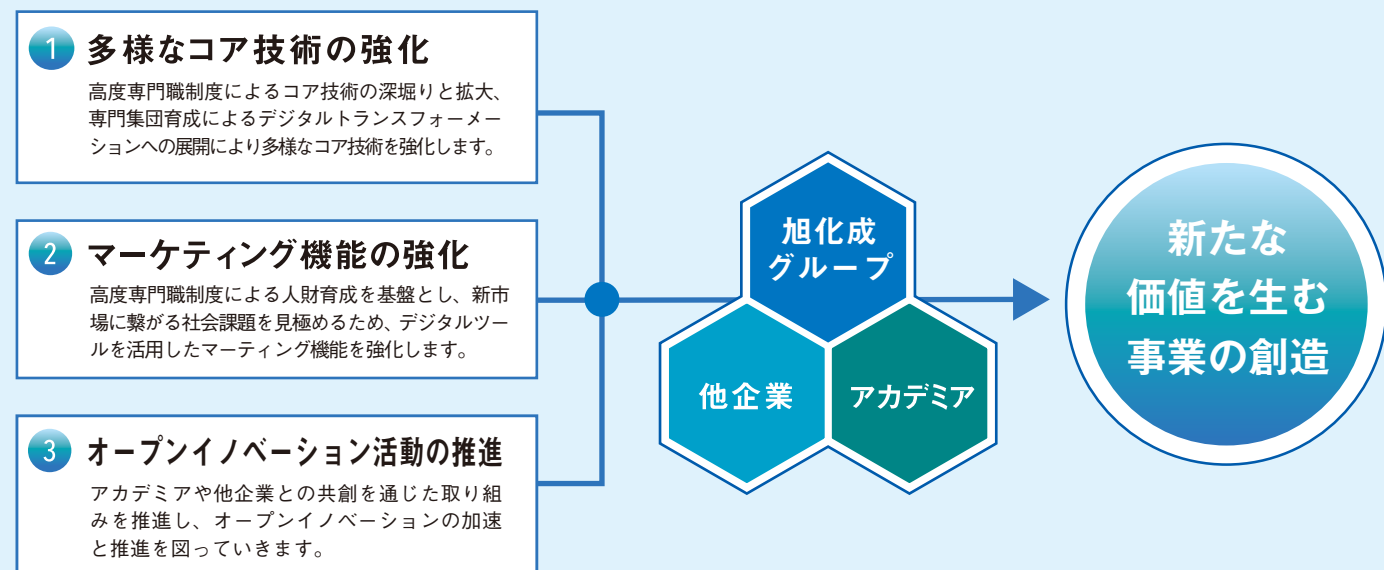 1 多様なコア技術の強化
高度専門職制度によるコア技術の深堀りと拡大、
専門集団育成によるデジタルトランスフォーメー
ションへの展開により多様なコア技術を強化します。
2 マーケティング機能の強化
高度専門職制度による人財育成を基盤とし、新市
場に繋がる社会課題を見極めるため、デジタルツー
ルを活用したマーティング機能を強化します。
3 オープンイノベーション活動の推進
アカデミアや他企業との共創を通じた取り組
みを推進し、オープンイノベーションの加速
と推進を図っていきます。
旭化成
グループ
他企業
アカデミア
新たな
価値を生む
事業の創造